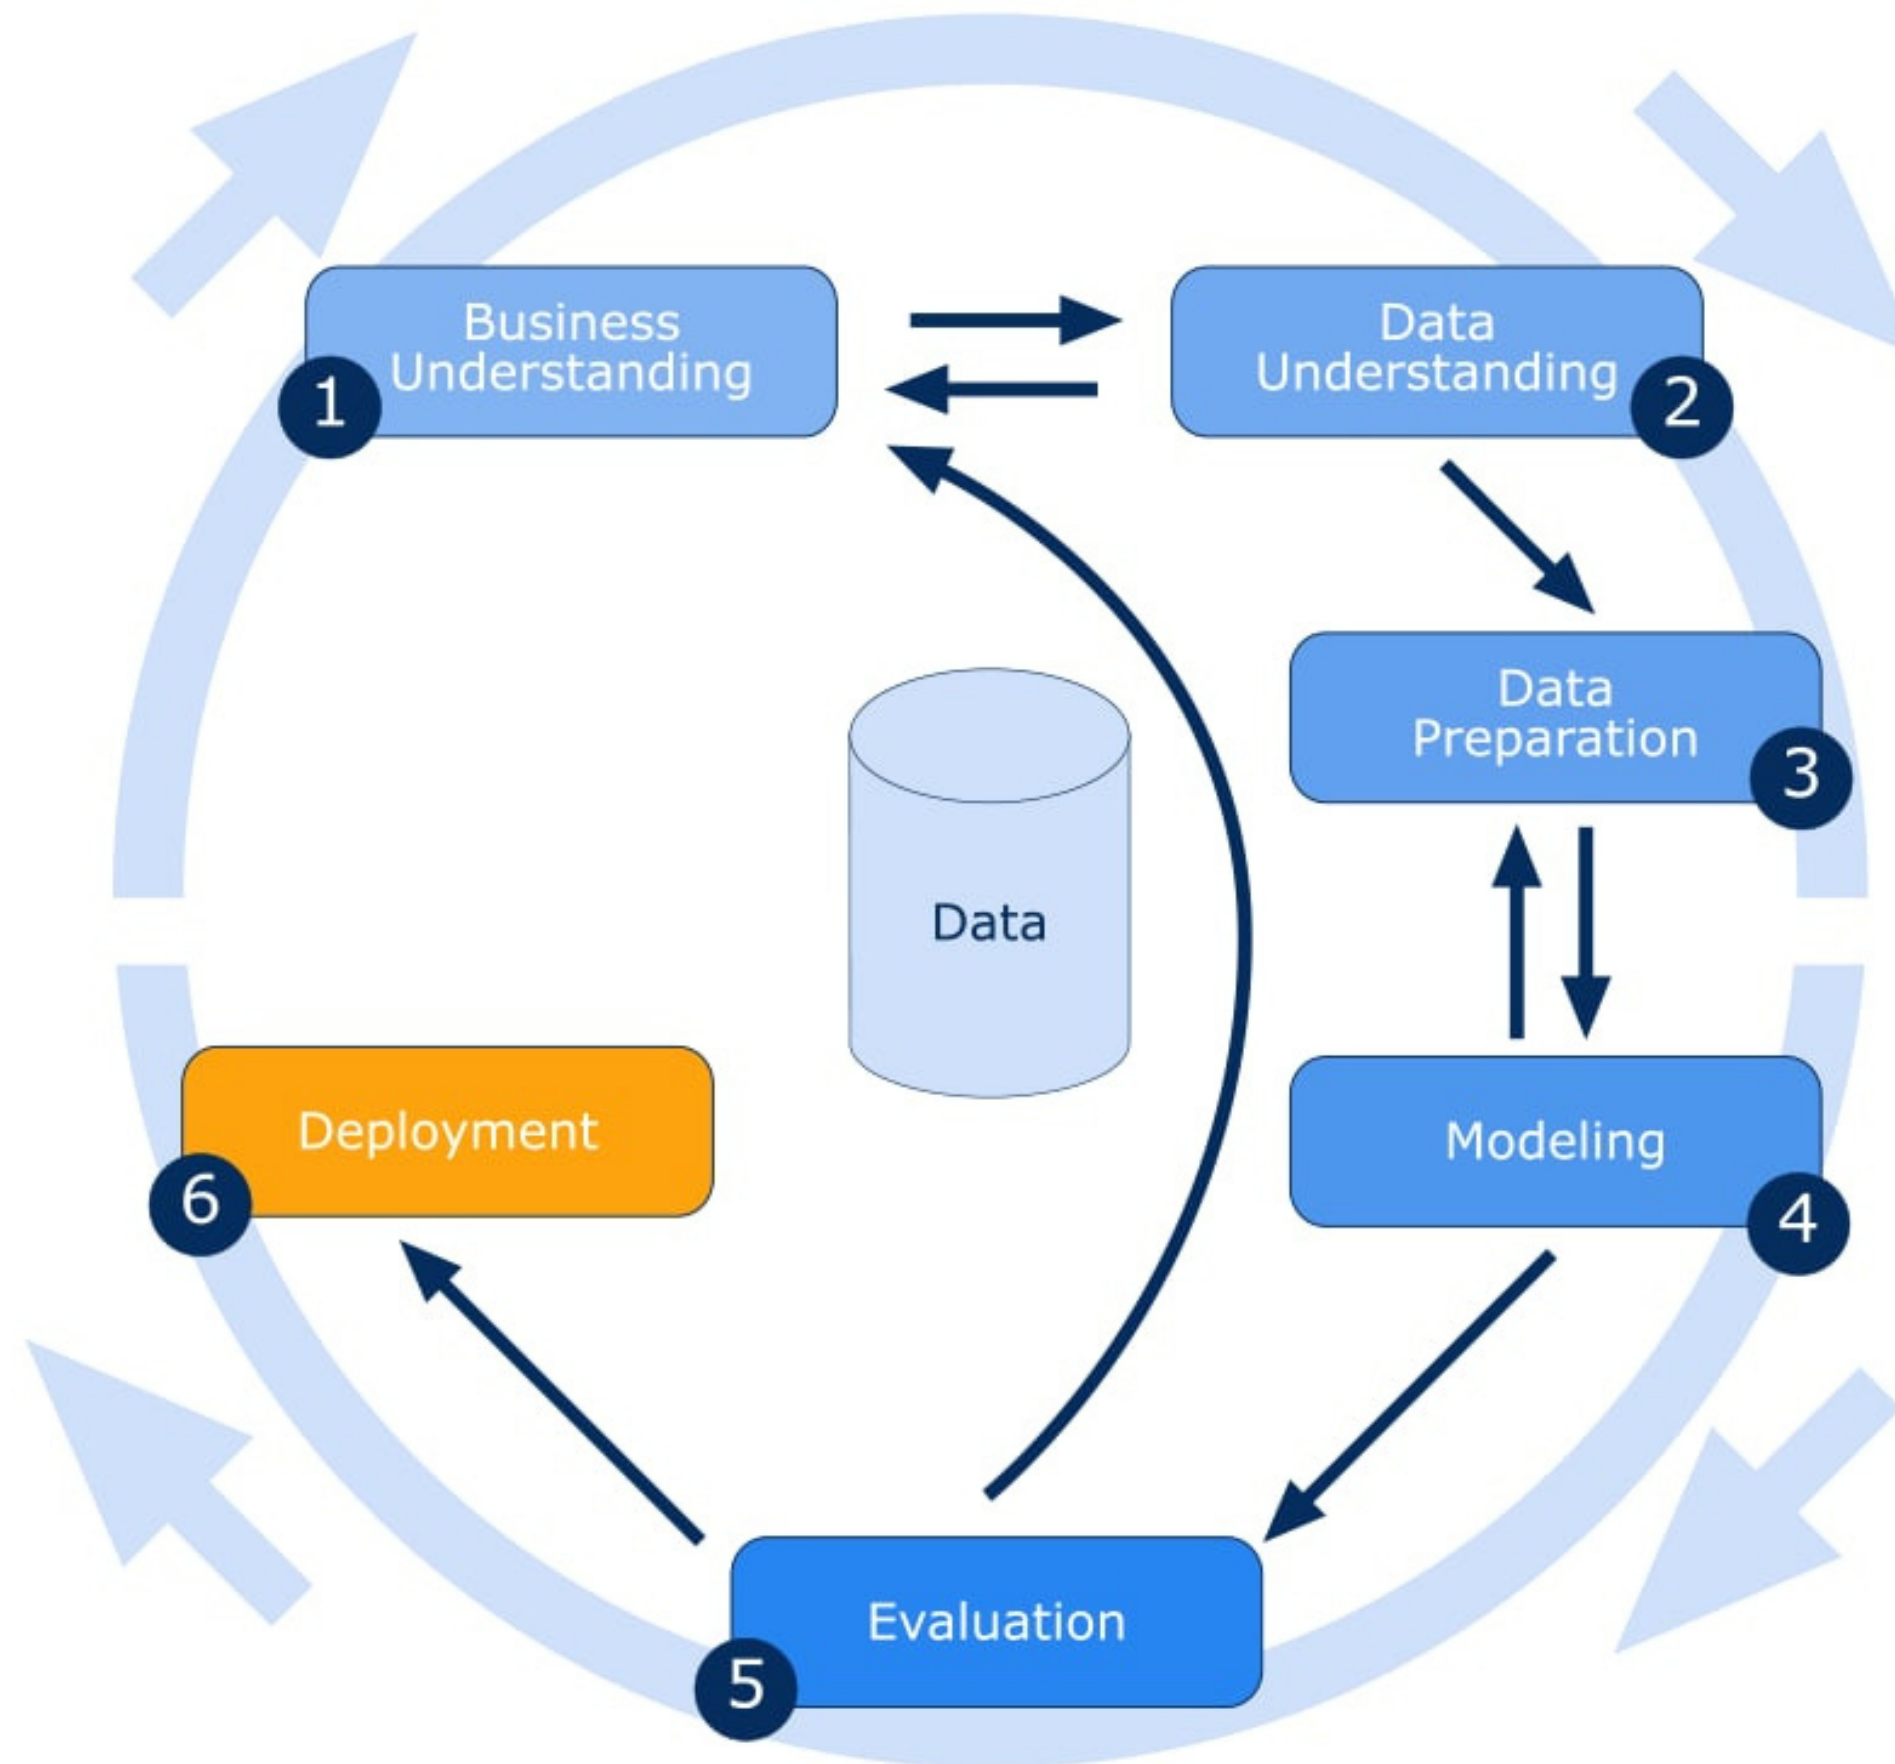 Business
Understanding
1
Data
Understanding
2
Data
Preparation
3
Data
Modeling
4
Deployment
6
Evaluation
5